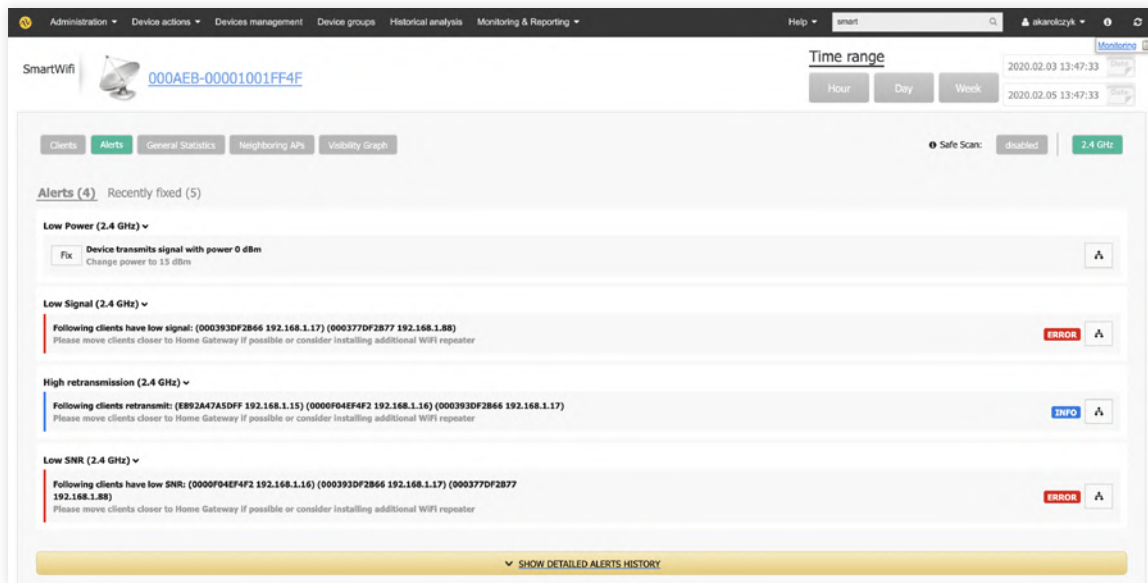 Administration Device actions Devices management Device groups Historical analysis Monitoring & Reporting Help smart akarolczyk
Monitoring
SmartWifi 000AEB-00001001FF4F Time range
Hour Day Week
2020.02.03 13:47:33
2020.02.05 13:47:33
Clients Alerts General Statistics Neighboring APs Visibility Graph Safe Scan: disabled 2.4 GHz
Alerts (4) Recently fixed (5)
Low Power (2.4 GHz)
Fix Device transmits signal with power 0 dBm
Change power to 15 dBm
Low Signal (2.4 GHz)
Following clients have low signal: (000393DF2B66 192.168.1.17) (000377DF2B77 192.168.1.88)
Please move clients closer to Home Gateway if possible or consider installing additional WiFi repeater
ERROR
High retransmission (2.4 GHz)
Following clients retransmit: (E892A47A5DFF 192.168.1.15) (0000F04EF4F2 192.168.1.16) (000393DF2B66 192.168.1.17)
Please move clients closer to Home Gateway if possible or consider installing additional WiFi repeater
INFO
Low SNR (2.4 GHz)
Following clients have low SNR: (0000F04EF4F2 192.168.1.16) (000393DF2B66 192.168.1.17) (000377DF2B77
192.168.1.88)
Please move clients closer to Home Gateway if possible or consider installing additional WiFi repeater
ERROR
SHOW DETAILED ALERTS HISTORY